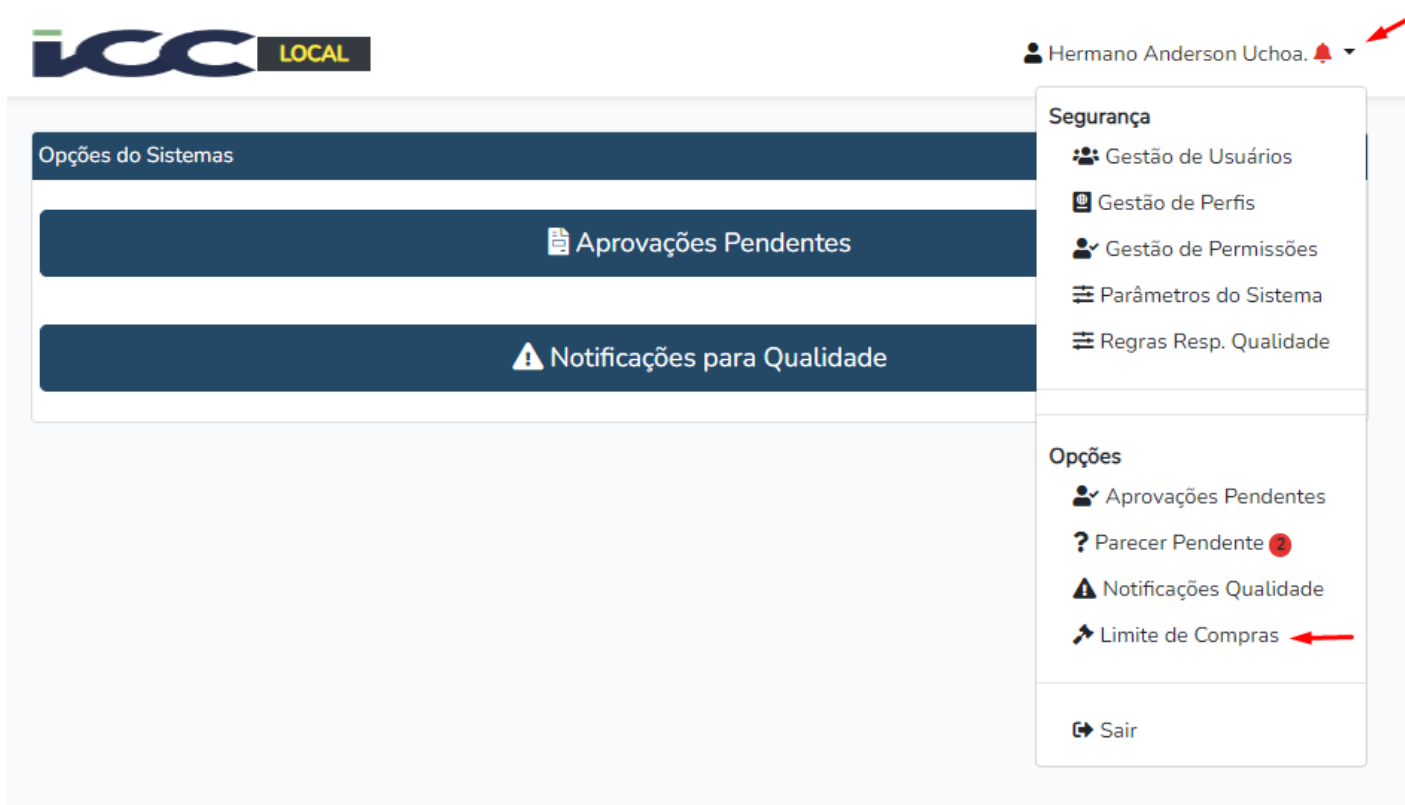 icc LOCAL
Hermano Anderson Uchoa.
Opções do Sistemas
Aprovações Pendentes
Notificações para Qualidade
Segurança
Gestão de Usuários
Gestão de Perfis
Gestão de Permissões
Parâmetros do Sistema
Regras Resp. Qualidade
Opções
Aprovações Pendentes
? Parecer Pendente 2
Notificações Qualidade
Limite de Compras
Sair